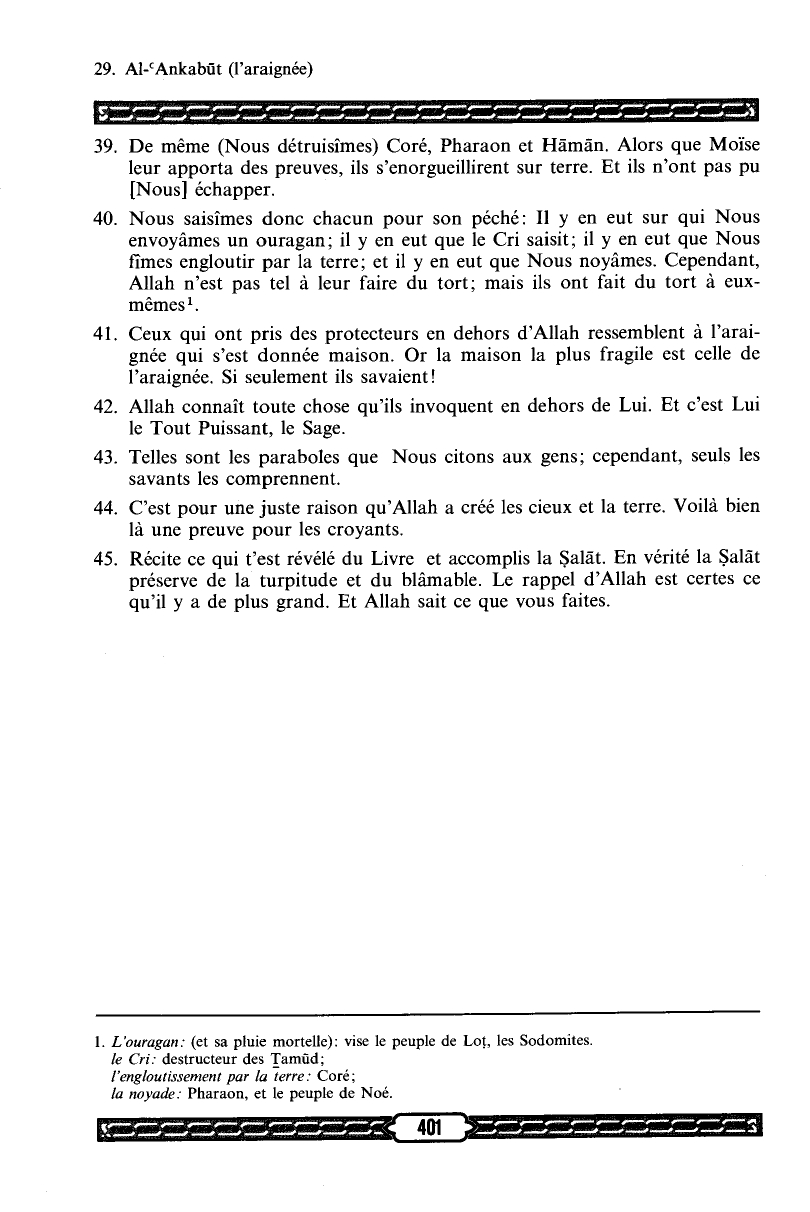 29. Al-ʿAnkabūt (l'araignée)
39. De même (Nous détruisîmes) Coré, Pharaon et Hāmān. Alors que Moïse
leur apporta des preuves, ils s'enorgueillirent sur terre. Et ils n'ont pas pu
[Nous] échapper.
40. Nous saisîmes donc chacun pour son péché: Il y en eut sur qui Nous
envoyâmes un ouragan; il y en eut que le Cri saisit; il y en eut que Nous
fîmes engloutir par la terre; et il y en eut que Nous noyâmes. Cependant,
Allah n'est pas tel à leur faire du tort; mais ils ont fait du tort à eux-
mêmes¹.
41. Ceux qui ont pris des protecteurs en dehors d'Allah ressemblent à l'arai-
gnée qui s'est donnée maison. Or la maison la plus fragile est celle de
l'araignée. Si seulement ils savaient!
42. Allah connaît toute chose qu'ils invoquent en dehors de Lui. Et c'est Lui
le Tout Puissant, le Sage.
43. Telles sont les paraboles que Nous citons aux gens; cependant, seuls les
savants les comprennent.
44. C'est pour une juste raison qu'Allah a créé les cieux et la terre. Voilà bien
là une preuve pour les croyants.
45. Récite ce qui t'est révélé du Livre et accomplis la Ṣalāt. En vérité la Ṣalāt
préserve de la turpitude et du blâmable. Le rappel d'Allah est certes ce
qu'il y a de plus grand. Et Allah sait ce que vous faites.
1. L'ouragan: (et sa pluie mortelle): vise le peuple de Loṭ, les Sodomites.
le Cri: destructeur des Ṯamūd;
l'engloutissement par la terre: Coré;
la noyade: Pharaon, et le peuple de Noé.
401